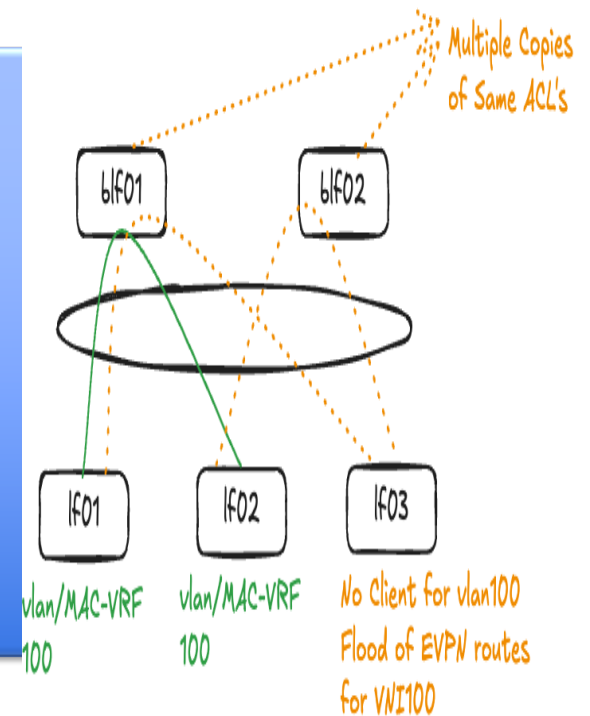 Multiple Copies
of Same ACL's
blf01
blf02
lf01
lf02
lf03
vlan/MAC-VRF
100
vlan/MAC-VRF
100
No Client for vlan100
Flood of EVPN routes
for VNI100